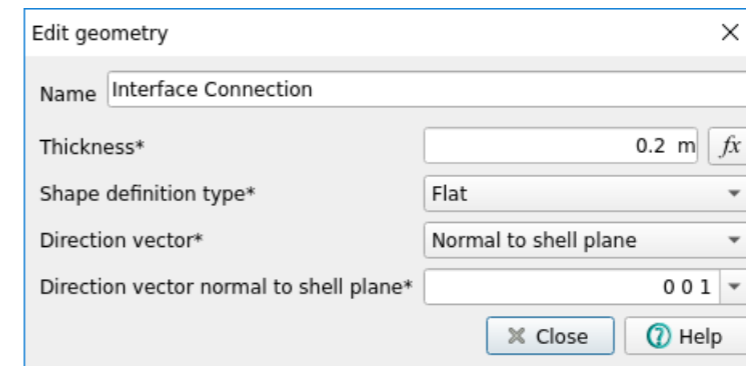 Edit geometry
Name Interface Connection
Thickness* 0.2 m fx
Shape definition type* Flat
Direction vector* Normal to shell plane
Direction vector normal to shell plane* 0 0 1
Close Help